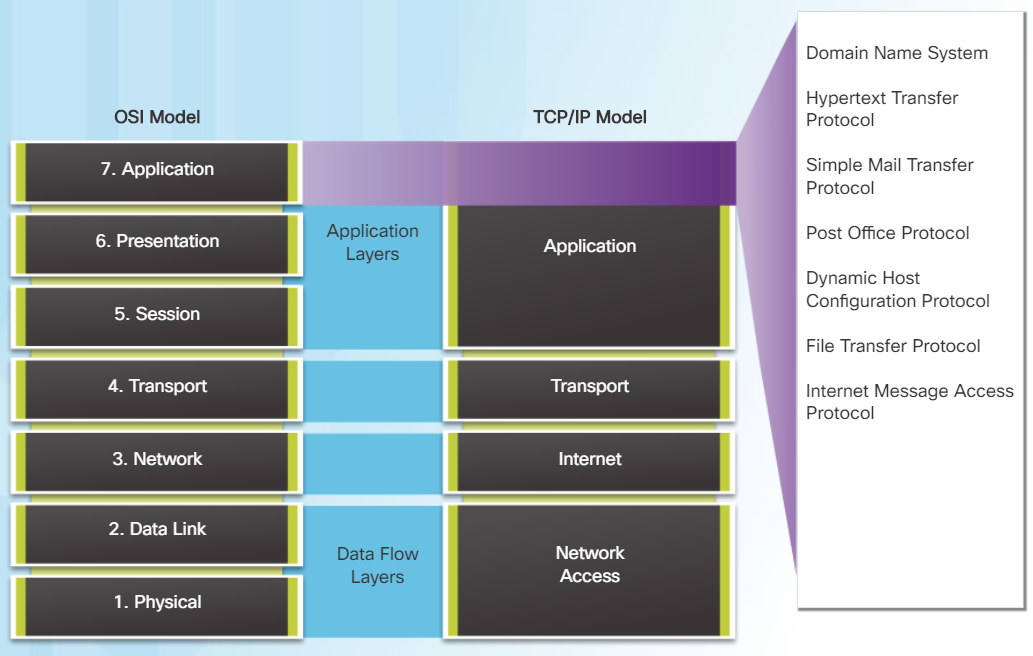 OSI Model
TCP/IP Model
7. Application
6. Presentation
5. Session
4. Transport
3. Network
2. Data Link
1. Physical
Application
Layers
Data Flow
Layers
Application
Transport
Internet
Network
Access
Domain Name System
Hypertext Transfer
Protocol
Simple Mail Transfer
Protocol
Post Office Protocol
Dynamic Host
Configuration Protocol
File Transfer Protocol
Internet Message Access
Protocol